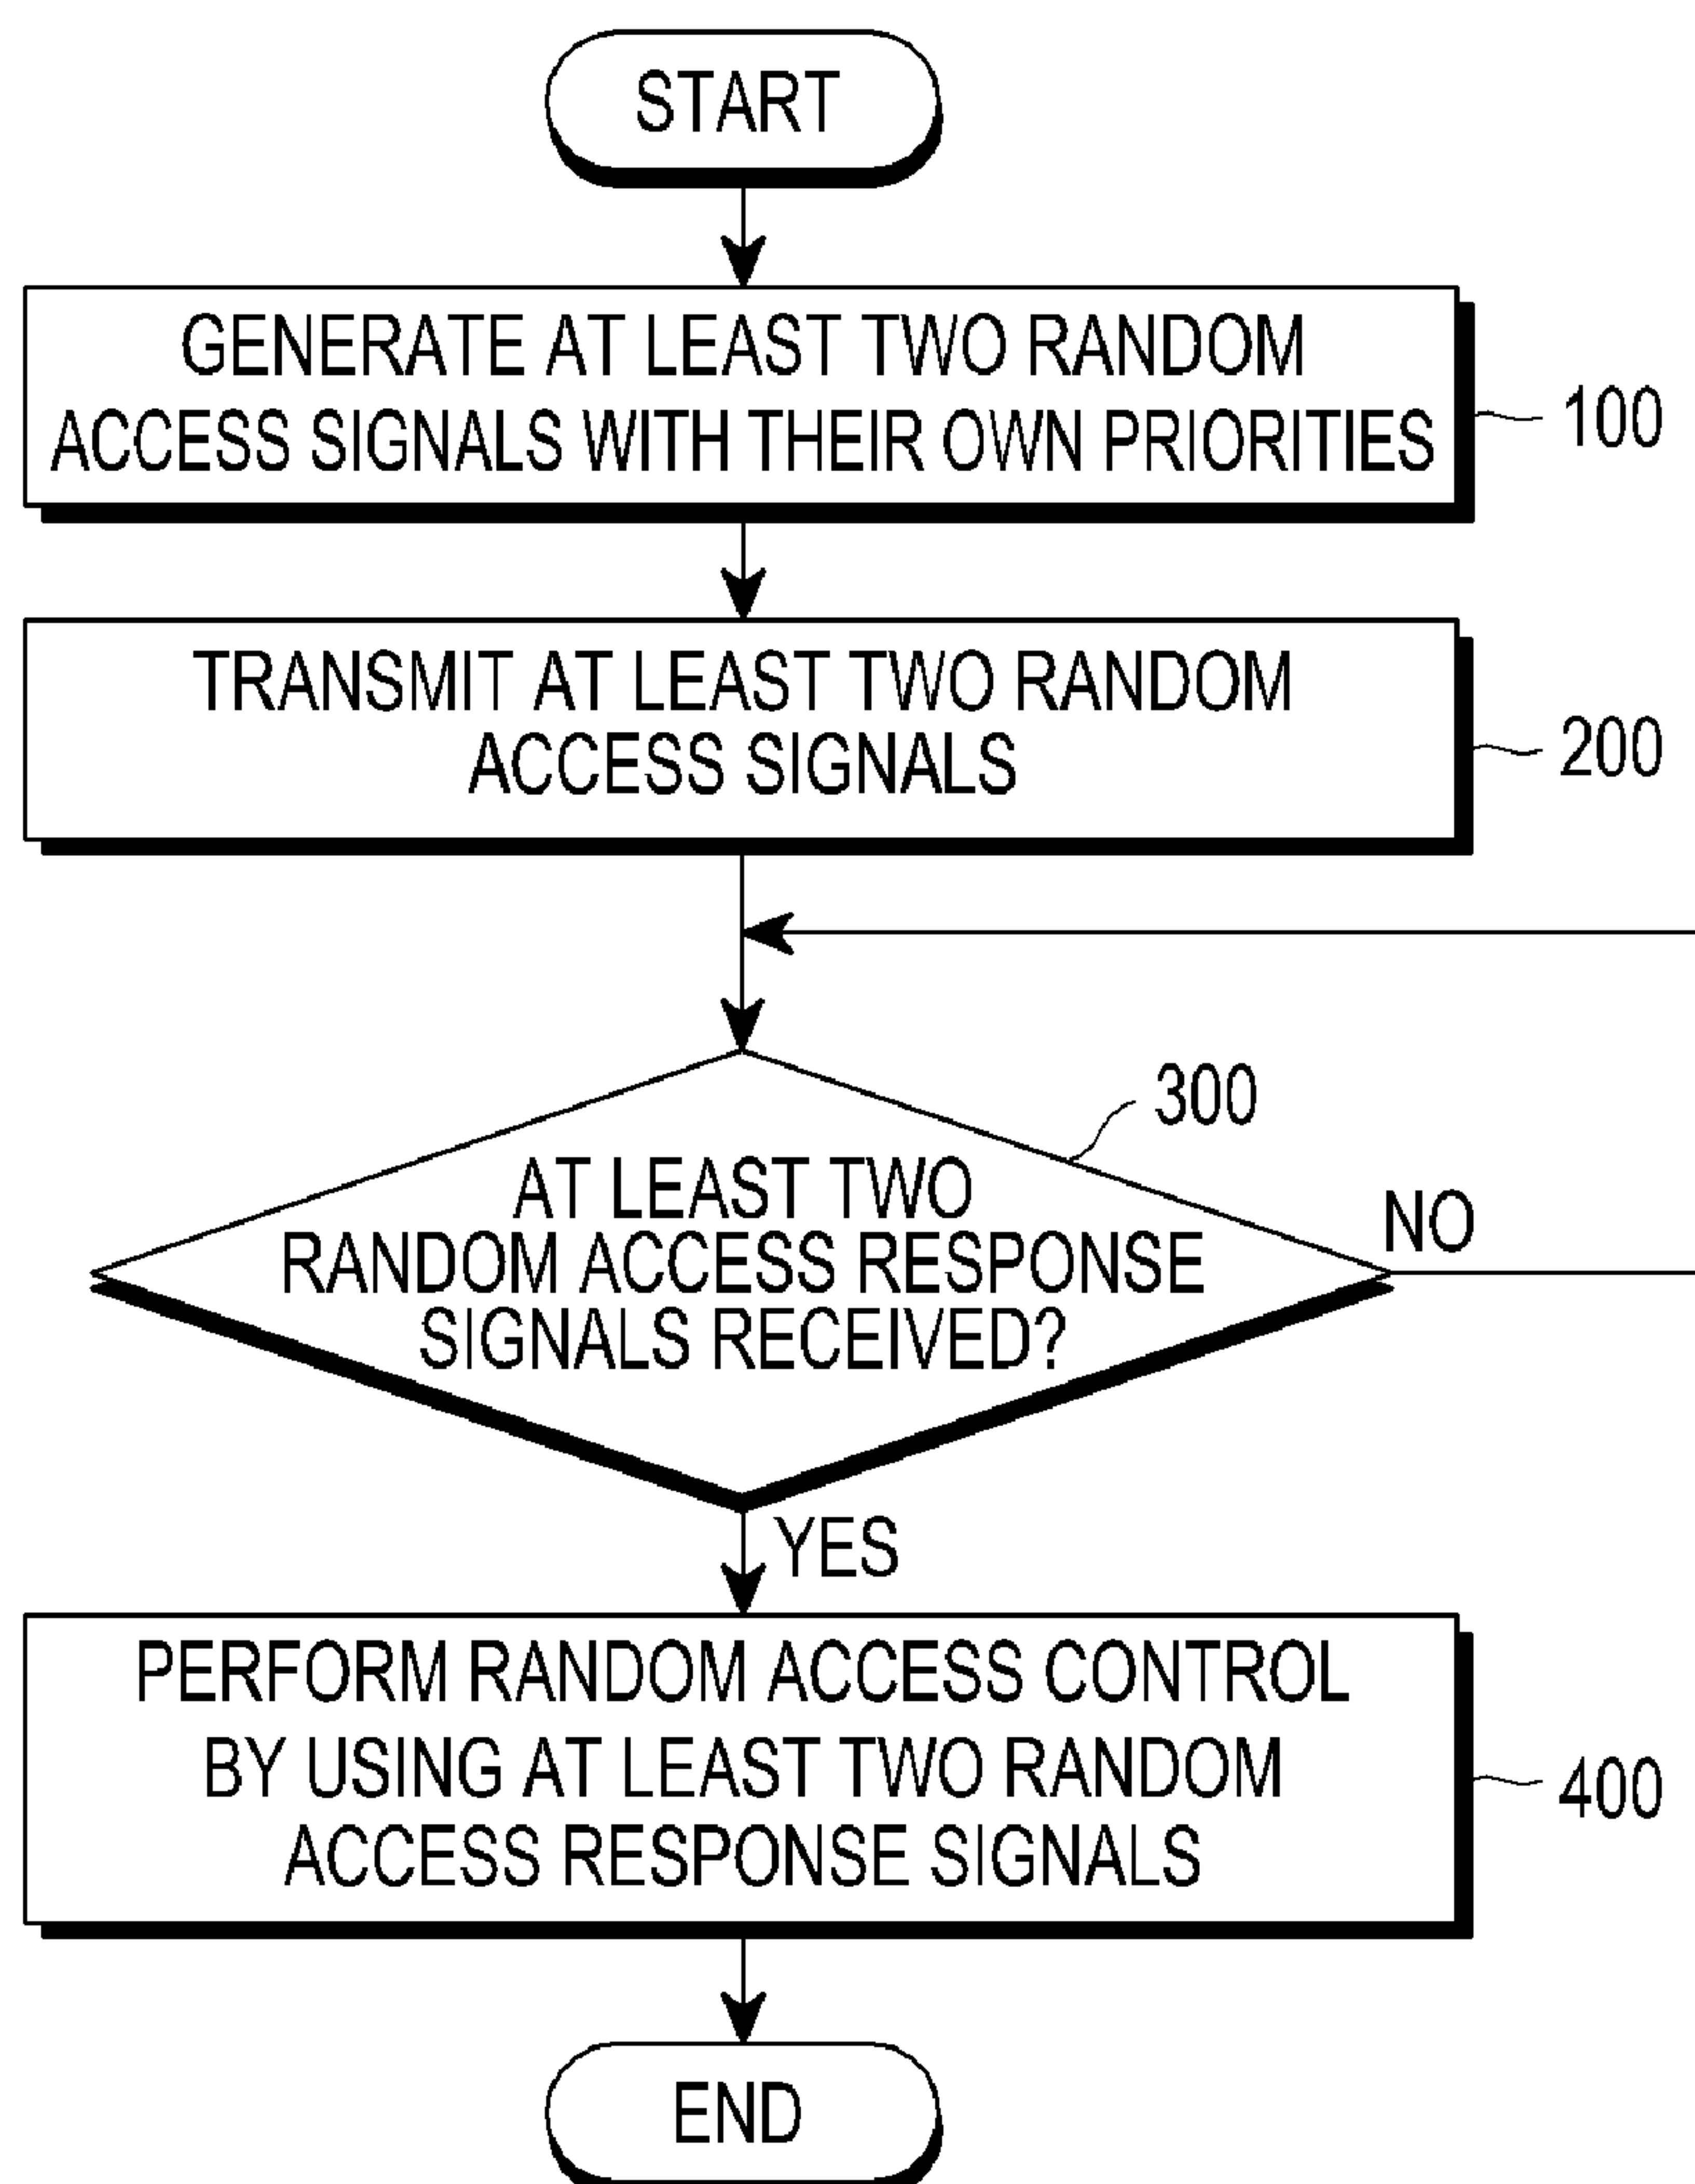 START
GENERATE AT LEAST TWO RANDOM
ACCESS SIGNALS WITH THEIR OWN PRIORITIES
100
TRANSMIT AT LEAST TWO RANDOM
ACCESS SIGNALS
200
300
AT LEAST TWO
RANDOM ACCESS RESPONSE
SIGNALS RECEIVED?
NO
YES
PERFORM RANDOM ACCESS CONTROL
BY USING AT LEAST TWO RANDOM
ACCESS RESPONSE SIGNALS
400
END